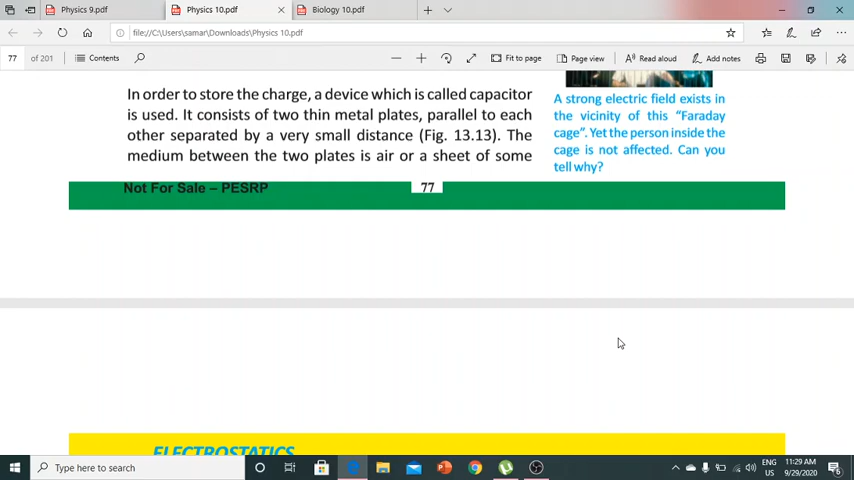 Physics 9.pdf
Physics 10.pdf
Biology 10.pdf
file://C:\Users\samar\Downloads\Physics 10.pdf
77 of 201
Contents
Fit to page
Page view
Read aloud
Add notes
In order to store the charge, a device which is called capacitor
is used. It consists of two thin metal plates, parallel to each
other separated by a very small distance (Fig. 13.13). The
medium between the two plates is air or a sheet of some
A strong electric field exists in
the vicinity of this "Faraday
cage". Yet the person inside the
cage is not affected. Can you
tell why?
Not For Sale – PESRP
77
ELECTROSTATICS
Type here to search
ENG
US
11:29 AM
9/29/2020